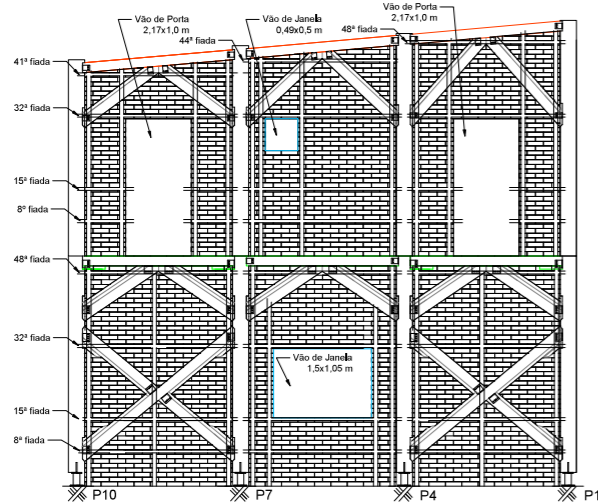 Vão de Porta
2,17x1,0 m
Vão de Janela
0,49x0,5 m
Vão de Porta
2,17x1,0 m
44ª fiada
48ª fiada
41ª fiada
32ª fiada
15ª fiada
8ª fiada
48ª fiada
32ª fiada
Vão de Janela
1,5x1,05 m
15ª fiada
8ª fiada
P10
P7
P4
P1